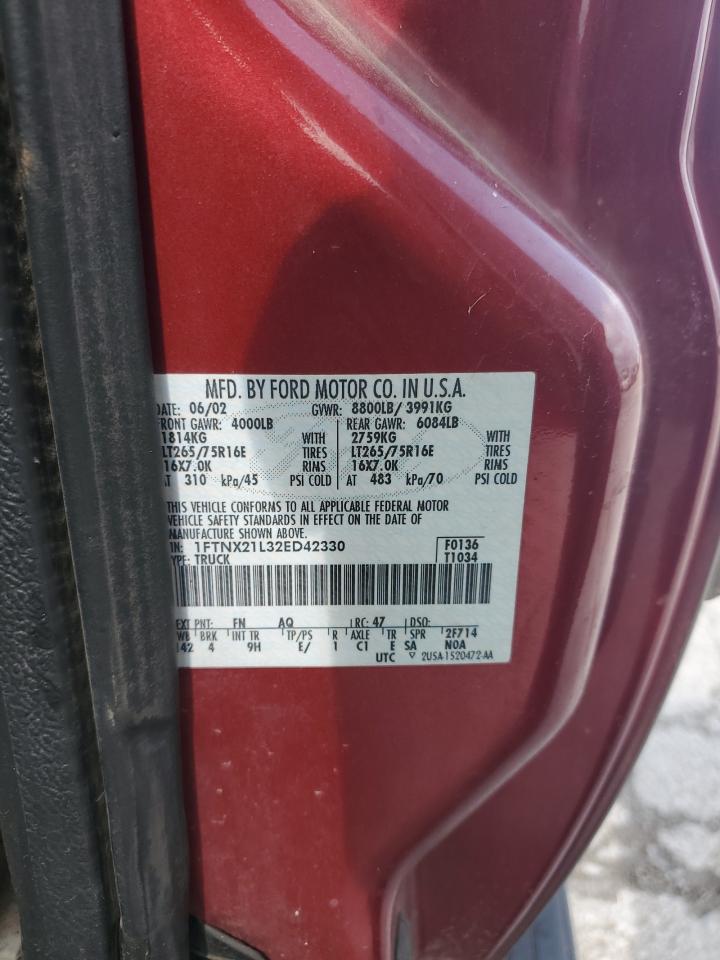 MFD. BY FORD MOTOR CO. IN U.S.A.
DATE: 06/02 GVWR: 8800LB/ 3991KG
FRONT GAWR: 4000LB REAR GAWR: 6084LB
1814KG WITH 2759KG WITH
LT265/75R16E TIRES LT265/75R16E TIRES
16X7.0K RIMS 16X7.0K RIMS
AT 310 kPa/45 PSI COLD AT 483 kPa/70 PSI COLD
THIS VEHICLE CONFORMS TO ALL APPLICABLE FEDERAL MOTOR
VEHICLE SAFETY STANDARDS IN EFFECT ON THE DATE OF
MANUFACTURE SHOWN ABOVE.
IN: 1FTNX21L32ED42330 F0136
YPE: TRUCK T1034
EXT PNT: FN AQ RC: 47 DSO:
WB BRK INT TR TP/PS R AXLE TR SPR 2F714
142 4 9H E/ 1 C1 E SA N0A
UTC 2U5A-1520472-AA